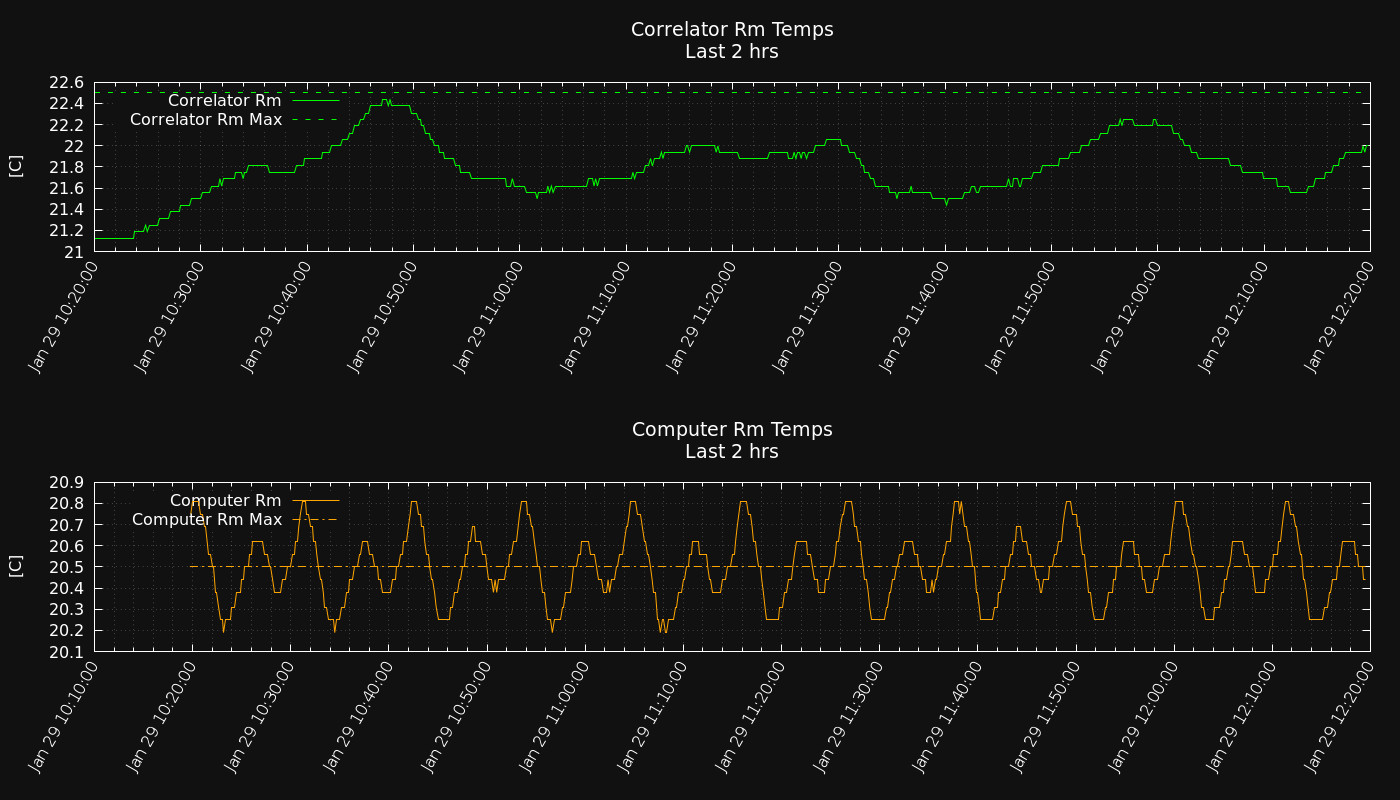 Correlator Rm Temps
Last 2 hrs
22.6
22.4
22.2
22
21.8
21.6
21.4
21.2
21
[C]
Correlator Rm
Correlator Rm Max
Jan 29 10:20:00
Jan 29 10:30:00
Jan 29 10:40:00
Jan 29 10:50:00
Jan 29 11:00:00
Jan 29 11:10:00
Jan 29 11:20:00
Jan 29 11:30:00
Jan 29 11:40:00
Jan 29 11:50:00
Jan 29 12:00:00
Jan 29 12:10:00
Jan 29 12:20:00
Computer Rm Temps
Last 2 hrs
20.9
20.8
20.7
20.6
20.5
20.4
20.3
20.2
20.1
[C]
Computer Rm
Computer Rm Max
Jan 29 10:10:00
Jan 29 10:20:00
Jan 29 10:30:00
Jan 29 10:40:00
Jan 29 10:50:00
Jan 29 11:00:00
Jan 29 11:10:00
Jan 29 11:20:00
Jan 29 11:30:00
Jan 29 11:40:00
Jan 29 11:50:00
Jan 29 12:00:00
Jan 29 12:10:00
Jan 29 12:20:00